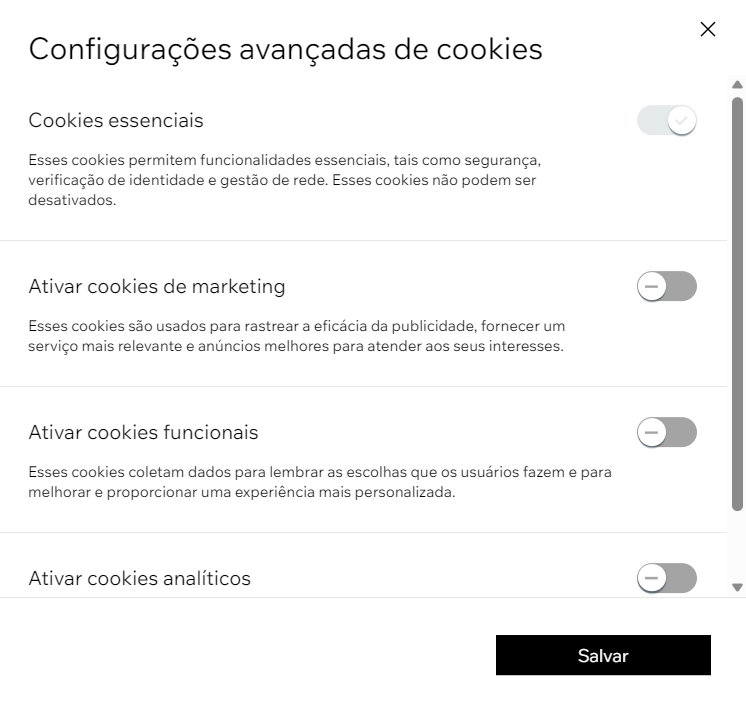 Configurações avançadas de cookies
Cookies essenciais
Esses cookies permitem funcionalidades essenciais, tais como segurança,
verificação de identidade e gestão de rede. Esses cookies não podem ser
desativados.
Ativar cookies de marketing
Esses cookies são usados para rastrear a eficácia da publicidade, fornecer um
serviço mais relevante e anúncios melhores para atender aos seus interesses.
Ativar cookies funcionais
Esses cookies coletam dados para lembrar as escolhas que os usuários fazem e para
melhorar e proporcionar uma experiência mais personalizada.
Ativar cookies analíticos
Salvar